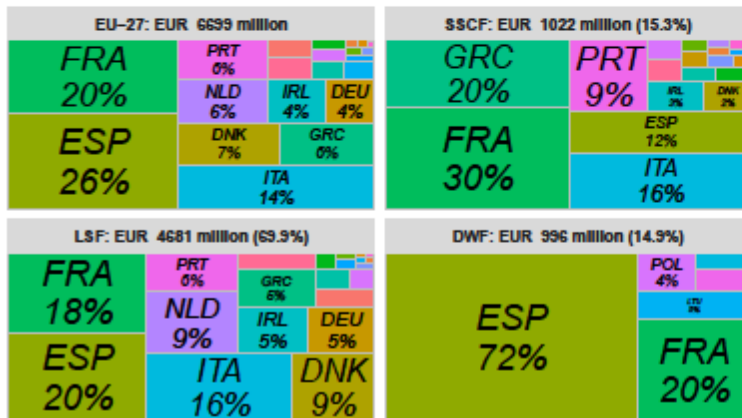 EU–27: EUR 6699 million
FRA
20%
ESP
26%
PRT
6%
NLD
6%
IRL
4%
DEU
4%
DNK
7%
GRC
6%
ITA
14%
SSCF: EUR 1022 million (15.3%)
GRC
20%
FRA
30%
PRT
9%
IRL
DNK
2%
ESP
12%
ITA
16%
LSF: EUR 4681 million (69.9%)
FRA
18%
ESP
20%
PRT
6%
NLD
9%
GRC
IRL
5%
DEU
5%
ITA
16%
DNK
9%
DWF: EUR 996 million (14.9%)
ESP
72%
POL
4%
FRA
20%